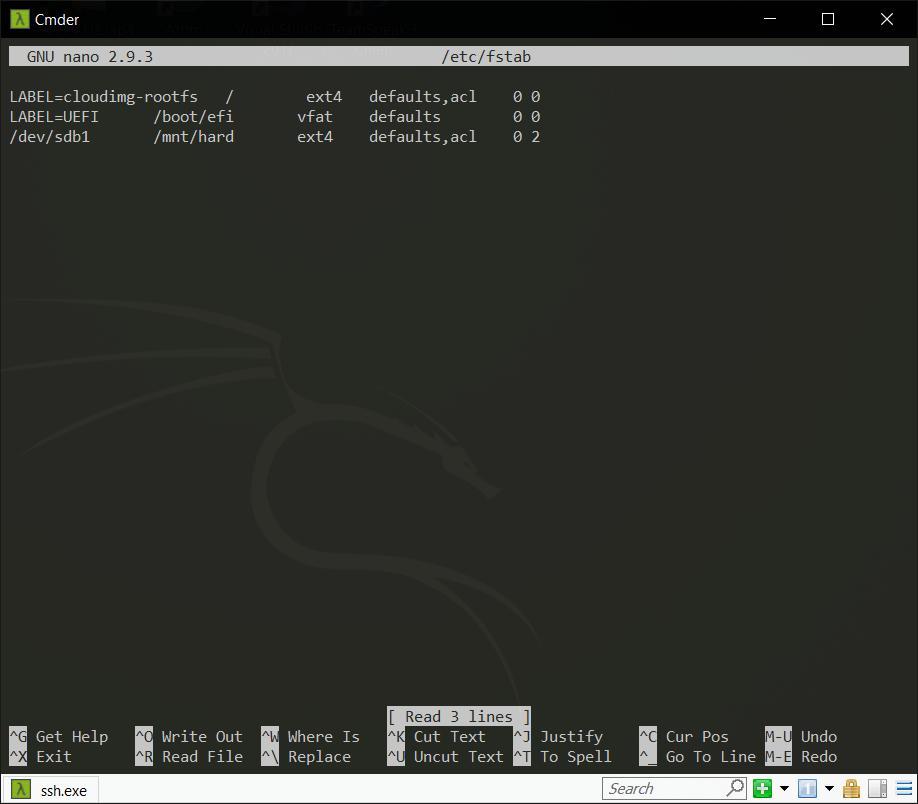 Cmder
GNU nano 2.9.3 /etc/fstab
LABEL=cloudimg-rootfs / ext4 defaults,acl 0 0
LABEL=UEFI /boot/efi vfat defaults 0 0
/dev/sdb1 /mnt/hard ext4 defaults,acl 0 2
[ Read 3 lines ]
^G Get Help ^O Write Out ^W Where Is ^K Cut Text ^J Justify ^C Cur Pos M-U Undo
^X Exit ^R Read File ^\ Replace ^U Uncut Text ^T To Spell ^_ Go To Line M-E Redo
ssh.exe Search 1